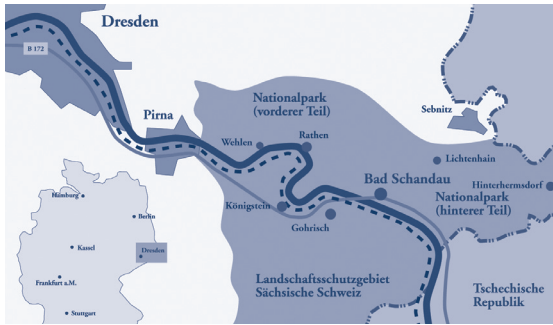 Dresden
B 172
Pirna
Nationalpark
(vorderer Teil)
Sebnitz
Wehlen
Rathen
Lichtenhain
Bad Schandau
Hinterhermsdorf
Nationalpark
(hinterer Teil)
Königstein
Gohrisch
Hamburg
Berlin
Kassel
Dresden
Frankfurt a.M.
Stuttgart
Landschaftsschutzgebiet
Sächsische Schweiz
Tschechische
Republik